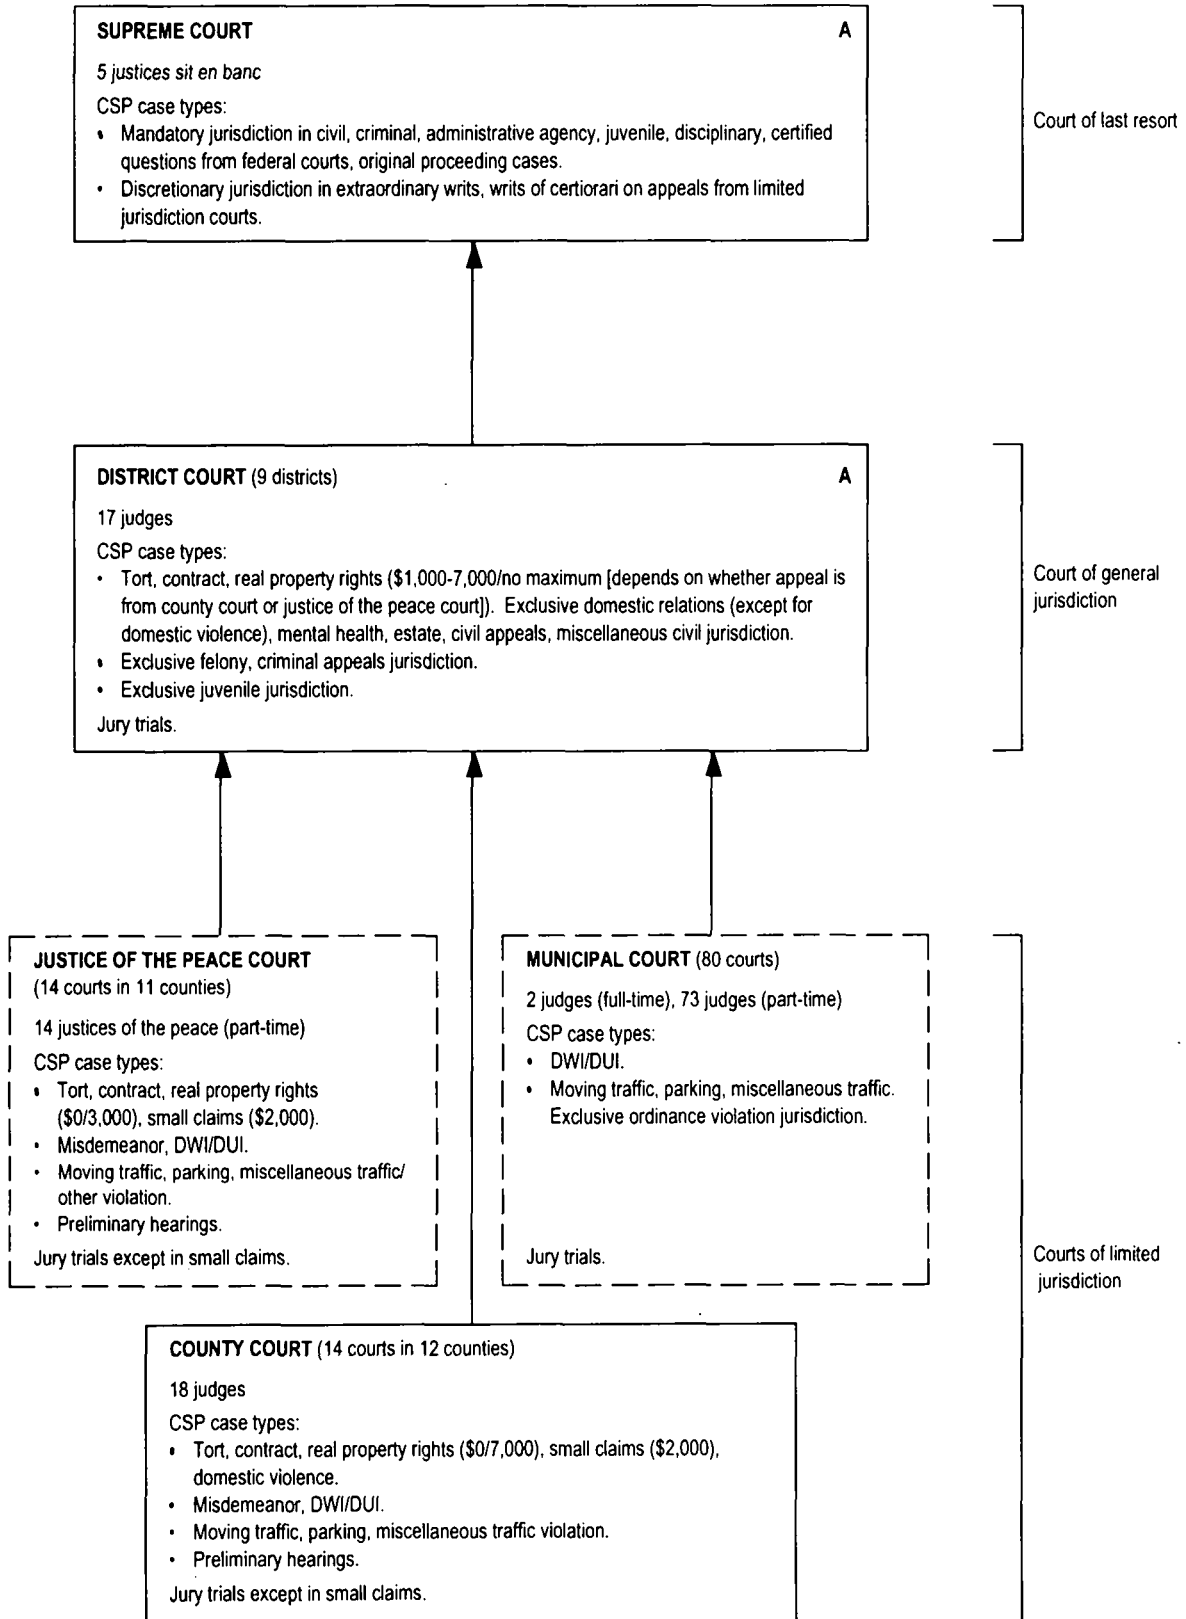 SUPREME COURT A
5 justices sit en banc
CSP case types:
• Mandatory jurisdiction in civil, criminal, administrative agency, juvenile, disciplinary, certified
questions from federal courts, original proceeding cases.
• Discretionary jurisdiction in extraordinary writs, writs of certiorari on appeals from limited
jurisdiction courts.
Court of last resort
DISTRICT COURT (9 districts) A
17 judges
CSP case types:
• Tort, contract, real property rights ($1,000-7,000/no maximum [depends on whether appeal is
from county court or justice of the peace court]). Exclusive domestic relations (except for
domestic violence), mental health, estate, civil appeals, miscellaneous civil jurisdiction.
• Exclusive felony, criminal appeals jurisdiction.
• Exclusive juvenile jurisdiction.
Jury trials.
Court of general
jurisdiction
JUSTICE OF THE PEACE COURT
(14 courts in 11 counties)
14 justices of the peace (part-time)
CSP case types:
• Tort, contract, real property rights
($0/3,000), small claims ($2,000).
• Misdemeanor, DWI/DUI.
• Moving traffic, parking, miscellaneous traffic/
other violation.
• Preliminary hearings.
Jury trials except in small claims.
MUNICIPAL COURT (80 courts)
2 judges (full-time), 73 judges (part-time)
CSP case types:
• DWI/DUI.
• Moving traffic, parking, miscellaneous traffic.
Exclusive ordinance violation jurisdiction.
Jury trials.
Courts of limited
jurisdiction
COUNTY COURT (14 courts in 12 counties)
18 judges
CSP case types:
• Tort, contract, real property rights ($0/7,000), small claims ($2,000),
domestic violence.
• Misdemeanor, DWI/DUI.
• Moving traffic, parking, miscellaneous traffic violation.
• Preliminary hearings.
Jury trials except in small claims.